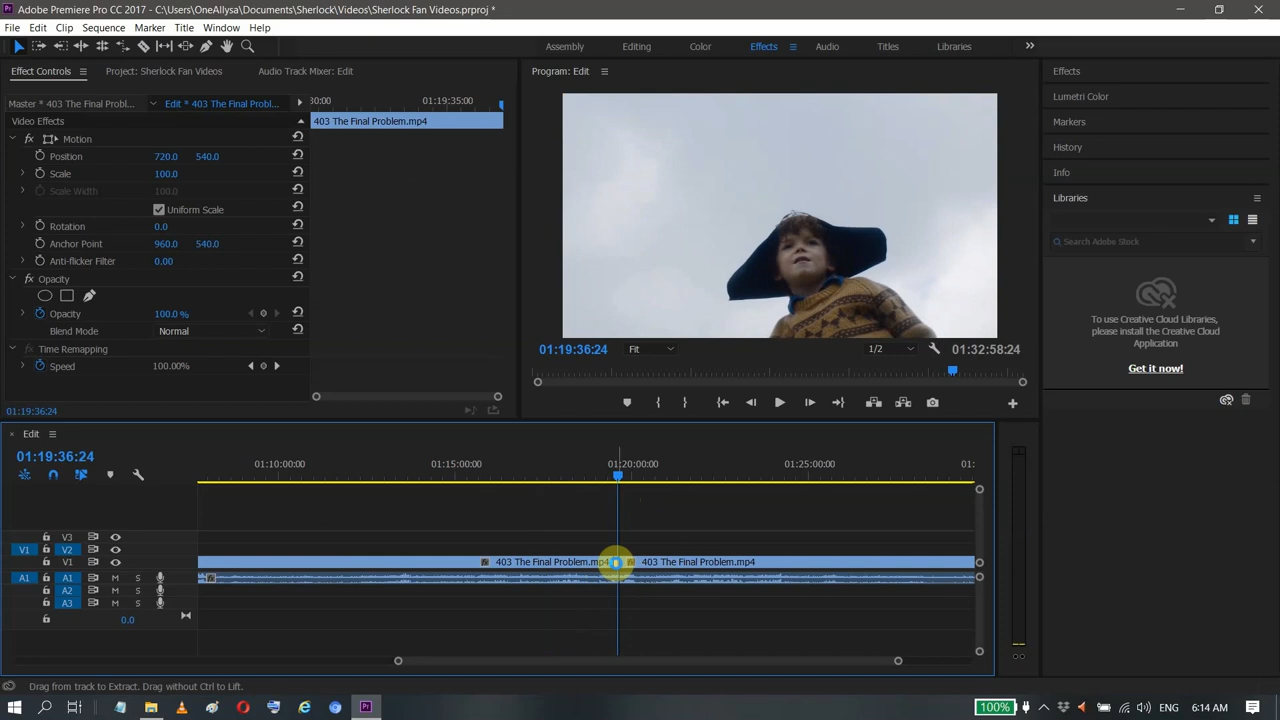 Adobe Premiere Pro CC 2017 - C:\Users\OneAllysa\Documents\Sherlock\Videos\Sherlock Fan Videos.prproj *
File Edit Clip Sequence Marker Title Window Help
Assembly Editing Color Effects Audio Titles Libraries
Effect Controls Project: Sherlock Fan Videos Audio Track Mixer: Edit
Master * 403 The Final Probl... Edit * 403 The Final Probl...
Video Effects
Motion
Position 720.0 540.0
Scale 100.0
Scale Width 100.0
Uniform Scale
Rotation 0.0
Anchor Point 960.0 540.0
Anti-flicker Filter 0.00
Opacity
Opacity 100.0 %
Blend Mode Normal
Time Remapping
Speed 100.00%
01:19:36:24
:30:00 01:19:35:00
403 The Final Problem.mp4
Program: Edit
01:19:36:24 Fit 1/2 01:32:58:24
Effects
Lumetri Color
Markers
History
Info
Libraries
Search Adobe Stock
To use Creative Cloud Libraries,
please install the Creative Cloud
Application
Get it now!
Edit
01:19:36:24
01:10:00:00 01:15:00:00 01:20:00:00 01:25:00:00 01:
V3
V1 V2
V1
403 The Final Problem.mp4 403 The Final Problem.mp4
A1 A1 M S
A2 M S
A3 M S
0.0
Drag from track to Extract. Drag without Ctrl to Lift.
100% ENG 6:14 AM